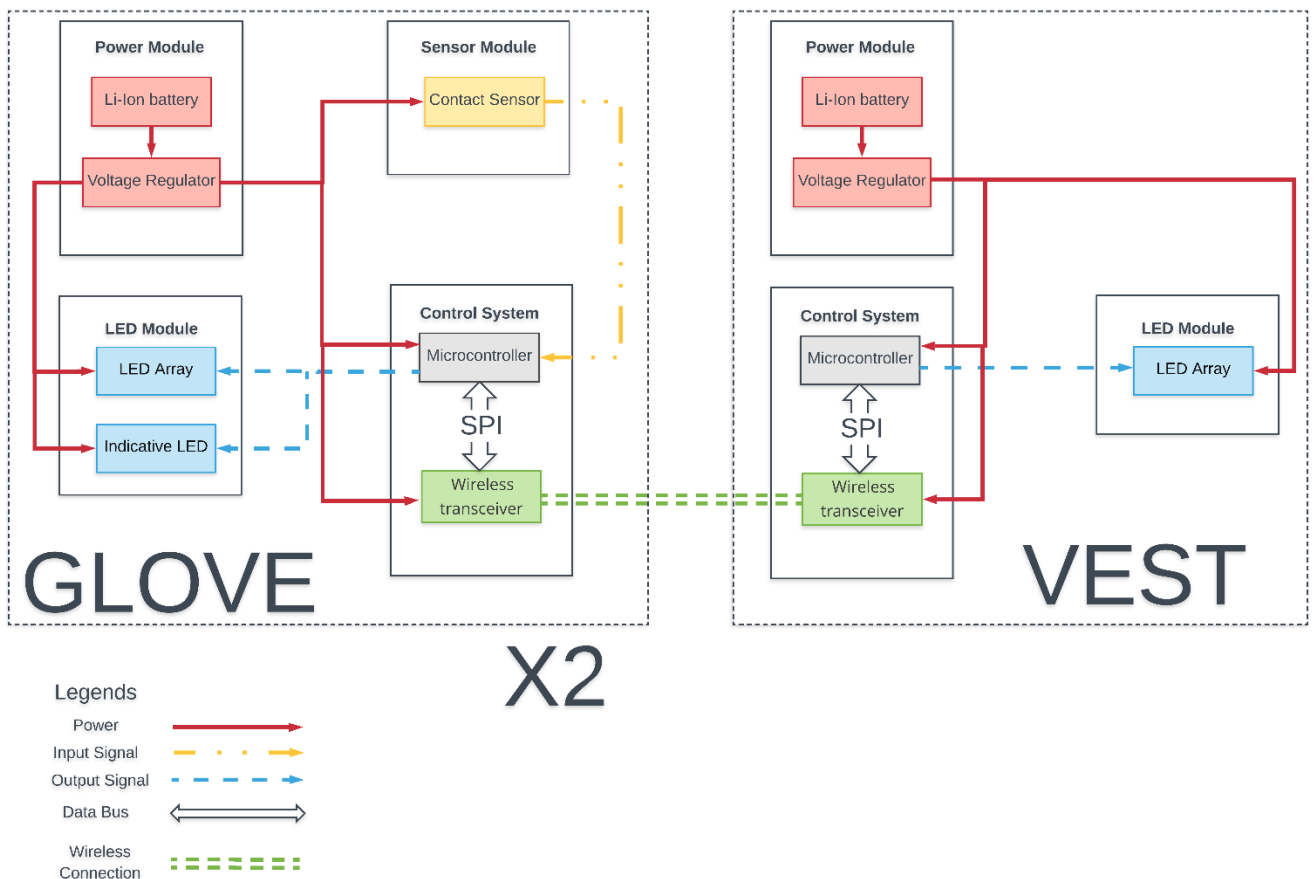 Power Module
Li-Ion battery
Voltage Regulator
Sensor Module
Contact Sensor
LED Module
LED Array
Indicative LED
Control System
Microcontroller
SPI
Wireless
transceiver
GLOVE
X2
Power Module
Li-Ion battery
Voltage Regulator
Control System
Microcontroller
SPI
Wireless
transceiver
LED Module
LED Array
VEST
Legends
Power
Input Signal
Output Signal
Data Bus
Wireless
Connection